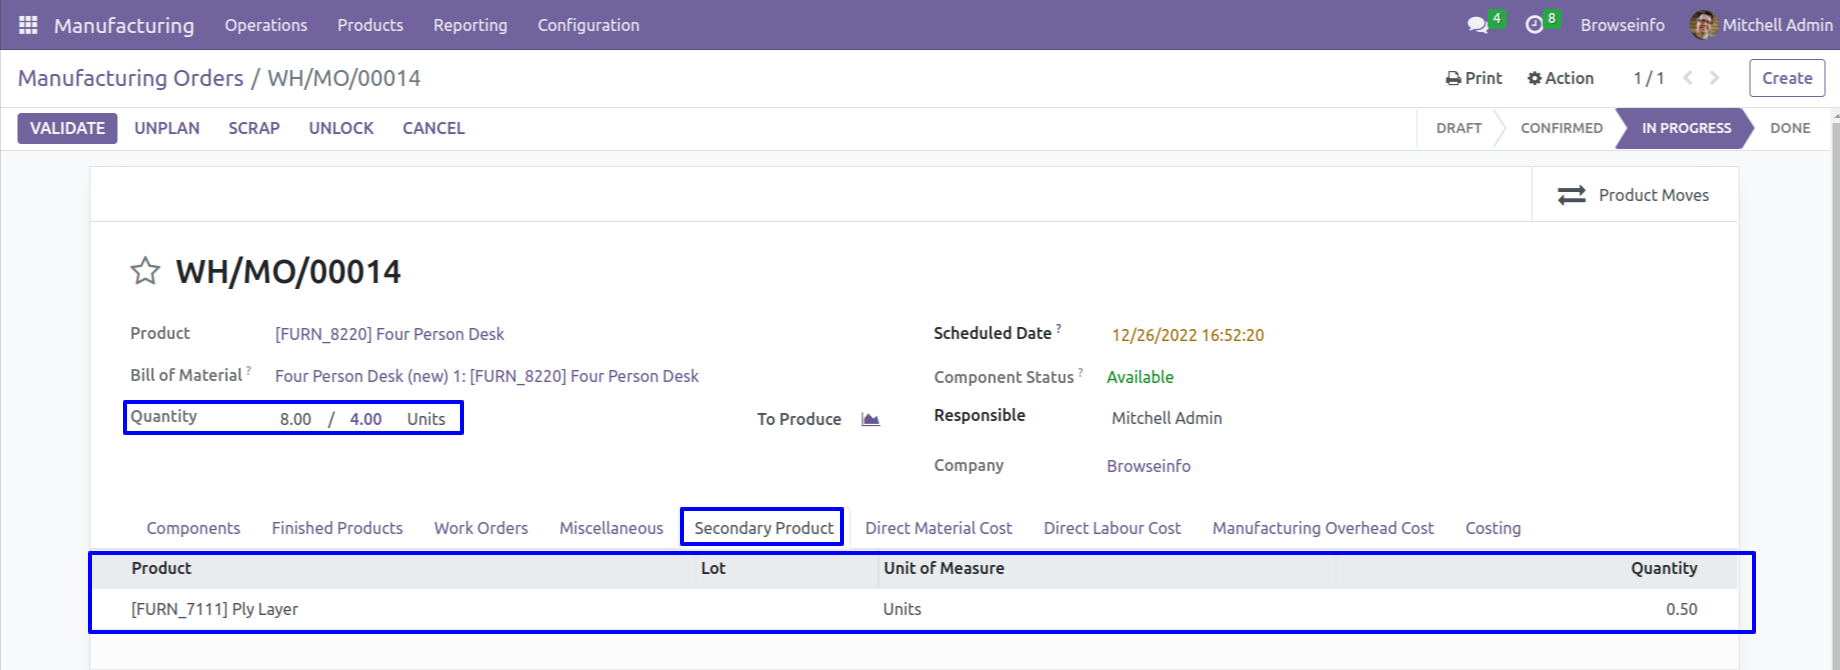 Manufacturing Operations Products Reporting Configuration 4 8 Browseinfo Mitchell Admin
Manufacturing Orders / WH/MO/00014 Print Action 1 / 1 Create
VALIDATE UNPLAN SCRAP UNLOCK CANCEL DRAFT CONFIRMED IN PROGRESS DONE
Product Moves
WH/MO/00014
Product [FURN_8220] Four Person Desk Scheduled Date ? 12/26/2022 16:52:20
Bill of Material ? Four Person Desk (new) 1: [FURN_8220] Four Person Desk Component Status ? Available
Quantity 8.00 / 4.00 Units To Produce Responsible Mitchell Admin
Company Browseinfo
Components Finished Products Work Orders Miscellaneous Secondary Product Direct Material Cost Direct Labour Cost Manufacturing Overhead Cost Costing
Product Lot Unit of Measure Quantity
[FURN_7111] Ply Layer Units 0.50